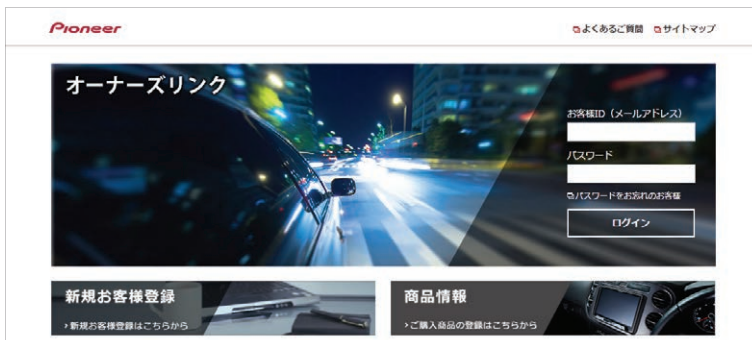 Pioneer
よくあるご質問 サイトマップ
オーナーズリンク
お客様ID（メールアドレス）
パスワード
パスワードをお忘れのお客様
ログイン
新規お客様登録
›新規お客様登録はこちらから
商品情報
›ご購入商品の登録はこちらから